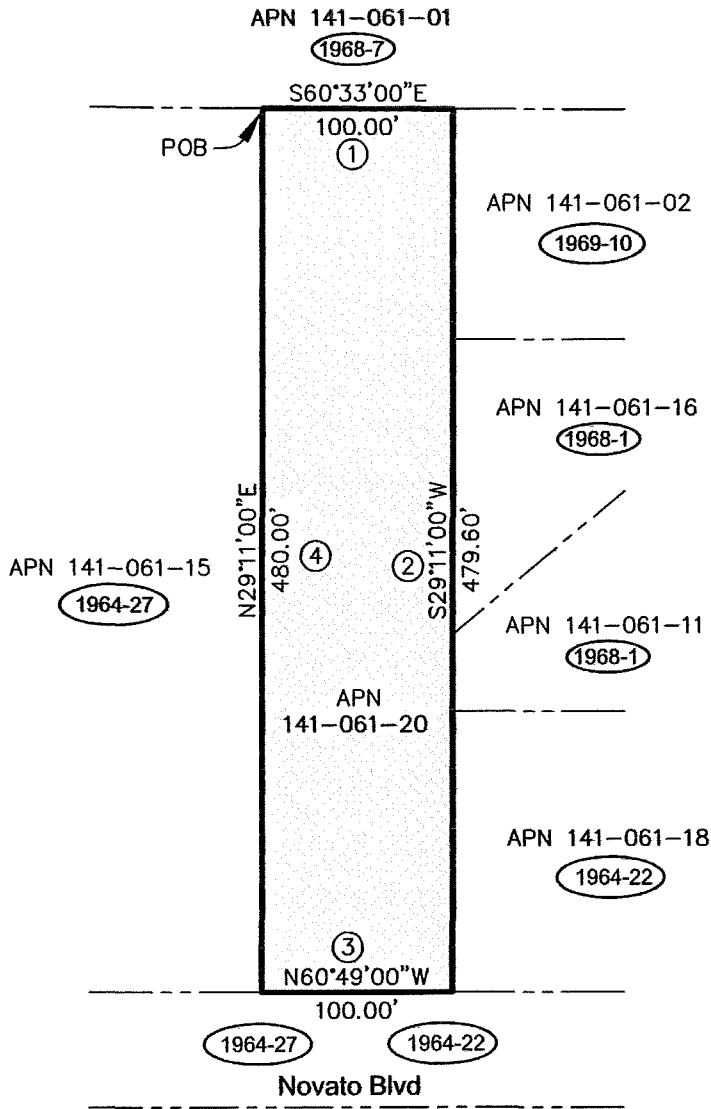 APN 141-061-01
1968-7
S60°33'00"E
100.00'
POB
①
APN 141-061-02
1969-10
APN 141-061-16
1968-1
N29°11'00"E
480.00'
④
②
S29°11'00"W
479.60'
APN 141-061-15
1964-27
APN 141-061-11
1968-1
APN
141-061-20
APN 141-061-18
1964-22
③
N60°49'00"W
100.00'
1964-27
1964-22
Novato Blvd